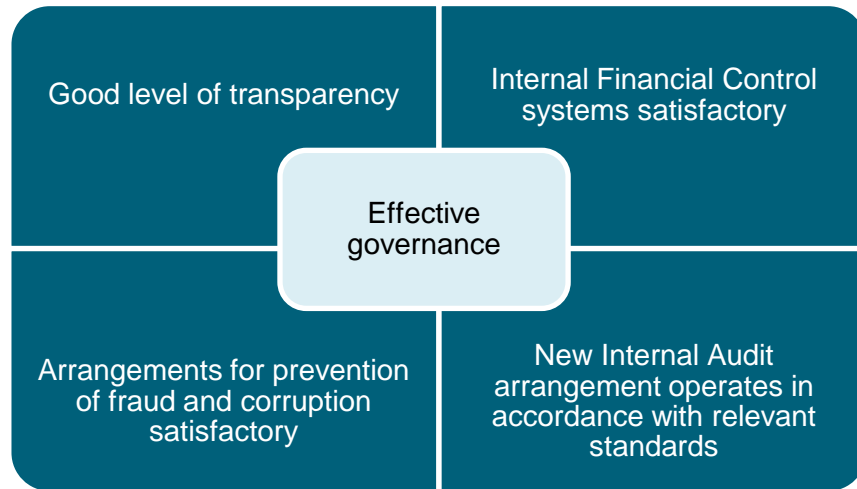 Good level of transparency
Internal Financial Control
systems satisfactory
Effective
governance
Arrangements for prevention
of fraud and corruption
satisfactory
New Internal Audit
arrangement operates in
accordance with relevant
standards